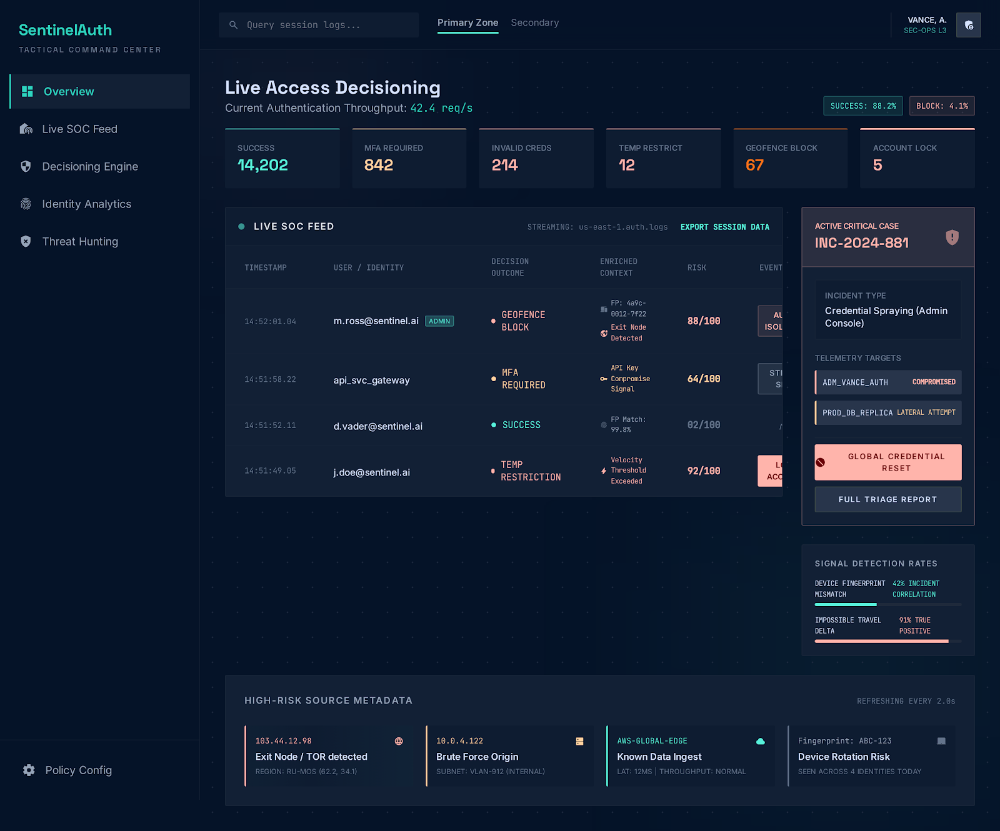 SentinelAuth
TACTICAL COMMAND CENTER
Overview
Live SOC Feed
Decisioning Engine
Identity Analytics
Threat Hunting
Policy Config
Query session logs...
Primary Zone
Secondary
VANCE, A.
SEC-OPS L3
Live Access Decisioning
Current Authentication Throughput: 42.4 req/s
SUCCESS: 88.2%
BLOCK: 4.1%
SUCCESS
14,202
MFA REQUIRED
842
INVALID CREDS
214
TEMP RESTRICT
12
GEOFENCE BLOCK
67
ACCOUNT LOCK
5
LIVE SOC FEED
STREAMING: us-east-1.auth.logs
EXPORT SESSION DATA
TIMESTAMP
USER / IDENTITY
DECISION
OUTCOME
ENRICHED
CONTEXT
RISK
EVENT
14:52:01.04
m.ross@sentinel.ai
ADMIN
GEOFENCE
BLOCK
FP: 4a9c-
0012-7f22
Exit Node
Detected
88/100
AU
ISOL
14:51:58.22
api_svc_gateway
MFA
REQUIRED
API Key
Compromise
Signal
64/100
STE
S
14:51:52.11
d.vader@sentinel.ai
SUCCESS
FP Match:
99.8%
02/100
14:51:49.05
j.doe@sentinel.ai
TEMP
RESTRICTION
Velocity
Threshold
Exceeded
92/100
LO
ACC
ACTIVE CRITICAL CASE
INC-2024-881
INCIDENT TYPE
Credential Spraying (Admin
Console)
TELEMETRY TARGETS
ADM_VANCE_AUTH
COMPROMISED
PROD_DB_REPLICA
LATERAL ATTEMPT
GLOBAL CREDENTIAL
RESET
FULL TRIAGE REPORT
SIGNAL DETECTION RATES
DEVICE FINGERPRINT
MISMATCH
42% INCIDENT
CORRELATION
IMPOSSIBLE TRAVEL
DELTA
91% TRUE
POSITIVE
HIGH-RISK SOURCE METADATA
REFRESHING EVERY 2.0s
103.44.12.98
Exit Node / TOR detected
REGION: RU-MOS (62.2, 34.1)
10.0.4.122
Brute Force Origin
SUBNET: VLAN-912 (INTERNAL)
AWS-GLOBAL-EDGE
Known Data Ingest
LAT: 12MS | THROUGHPUT: NORMAL
Fingerprint: ABC-123
Device Rotation Risk
SEEN ACROSS 4 IDENTITIES TODAY